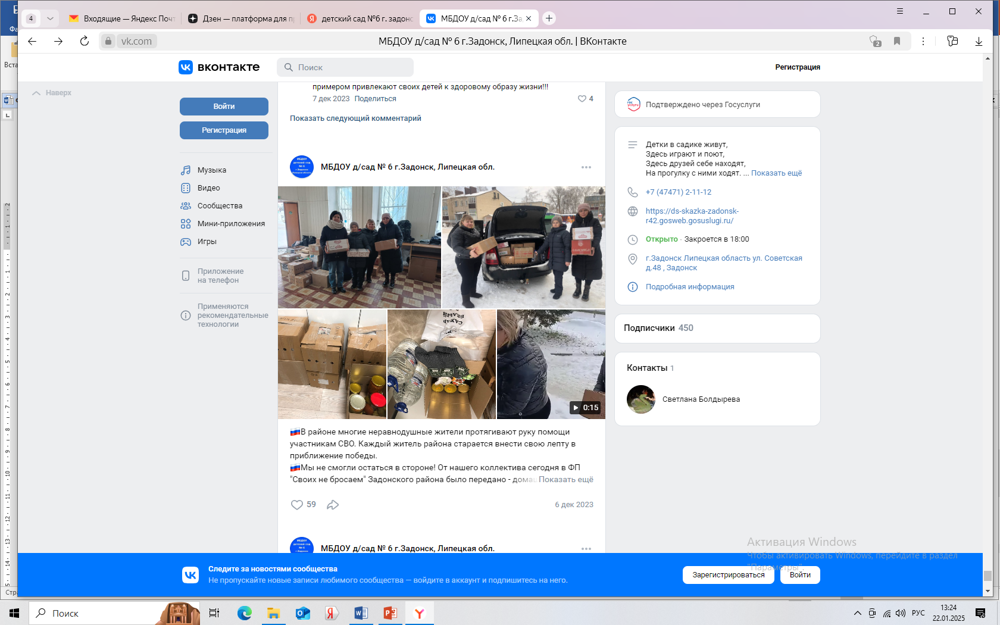 4
Входящие — Яндекс Почт
Дзен — платформа для п
детский сад №6 г. задонс
МБДОУ д/сад № 6 г.За
vk.com
МБДОУ д/сад № 6 г.Задонск, Липецкая обл. | ВКонтакте
2
Вста
ВКОНТАКТЕ
Поиск
Регистрация
Наверх
Войти
Регистрация
Музыка
Видео
Сообщества
Мини-приложения
Игры
Приложение
на телефон
Применяются
рекомендательные
технологии
примером привлекают своих детей к здоровому образу жизни!!!
7 дек 2023 Поделиться
4
Показать следующий комментарий
МБДОУ д/сад № 6 г.Задонск, Липецкая обл.
САХАР
БЕЛЫЙ
0:15
🇷🇺В районе многие неравнодушные жители протягивают руку помощи
участникам СВО. Каждый житель района старается внести свою лепту в
приближение победы.
🇷🇺Мы не смогли остаться в стороне! От нашего коллектива сегодня в ФП
"Своих не бросаем" Задонского района было передано - домаш Показать ещё
59
6 дек 2023
МБДОУ д/сад № 6 г.Задонск, Липецкая обл.
Подтверждено через Госуслуги
Детки в садике живут,
Здесь играют и поют,
Здесь друзей себе находят,
На прогулку с ними ходят. ... Показать ещё
+7 (47471) 2-11-12
https://ds-skazka-zadonsk-
r42.gosweb.gosuslugi.ru/
Открыто · Закроется в 18:00
г.Задонск Липецкая область ул. Советская
д.48 , Задонск
Подробная информация
Подписчики 450
Контакты 1
Светлана Болдырева
Следите за новостями сообщества
Не пропускайте новые записи любимого сообщества — войдите в аккаунт и подпишитесь на него.
Зарегистрироваться
Войти
Активация Windows
Чтобы активировать Windows, перейдите в раздел
"Параметры".
Стр
Поиск
РУС
13:24
22.01.2025